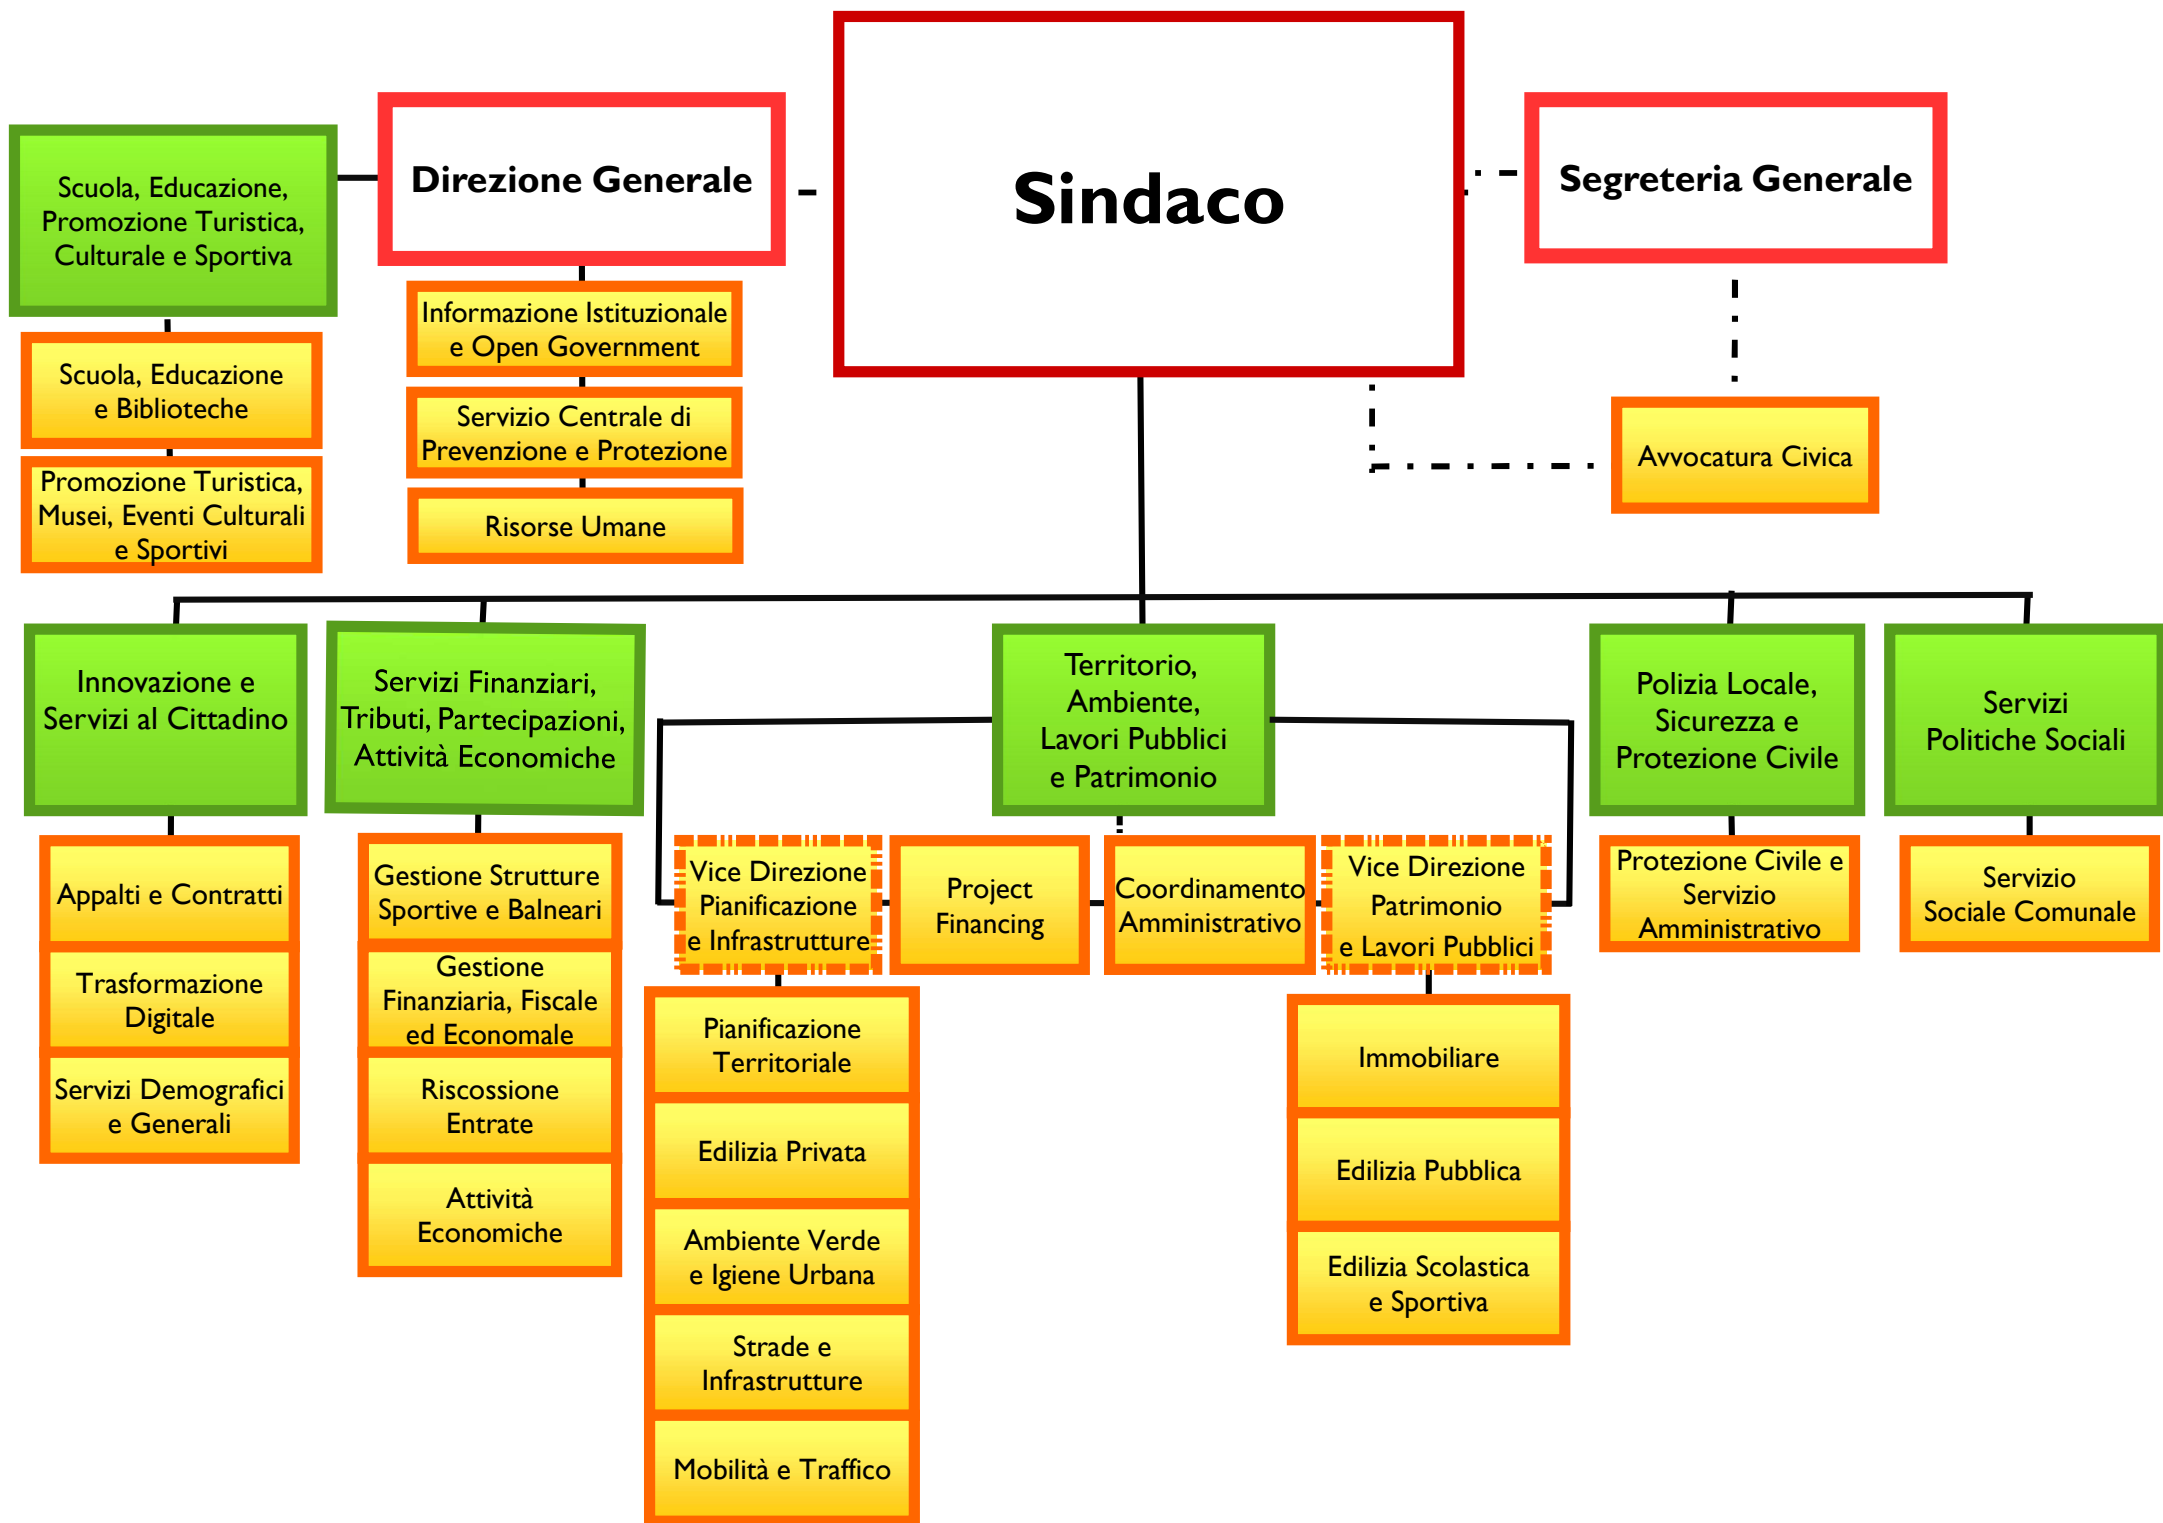 Sindaco
Direzione Generale
Segreteria Generale
Scuola, Educazione,
Promozione Turistica,
Culturale e Sportiva
Scuola, Educazione
e Biblioteche
Promozione Turistica,
Musei, Eventi Culturali
e Sportivi
Informazione Istituzionale
e Open Government
Servizio Centrale di
Prevenzione e Protezione
Risorse Umane
Avvocatura Civica
Innovazione e
Servizi al Cittadino
Appalti e Contratti
Trasformazione
Digitale
Servizi Demografici
e Generali
Servizi Finanziari,
Tributi, Partecipazioni,
Attività Economiche
Gestione Strutture
Sportive e Balneari
Gestione
Finanziaria, Fiscale
ed Economale
Riscossione
Entrate
Attività
Economiche
Territorio,
Ambiente,
Lavori Pubblici
e Patrimonio
Vice Direzione
Pianificazione
e Infrastrutture
Project
Financing
Coordinamento
Amministrativo
Vice Direzione
Patrimonio
e Lavori Pubblici
Pianificazione
Territoriale
Edilizia Privata
Ambiente Verde
e Igiene Urbana
Strade e
Infrastrutture
Mobilità e Traffico
Immobiliare
Edilizia Pubblica
Edilizia Scolastica
e Sportiva
Polizia Locale,
Sicurezza e
Protezione Civile
Protezione Civile e
Servizio
Amministrativo
Servizi
Politiche Sociali
Servizio
Sociale Comunale